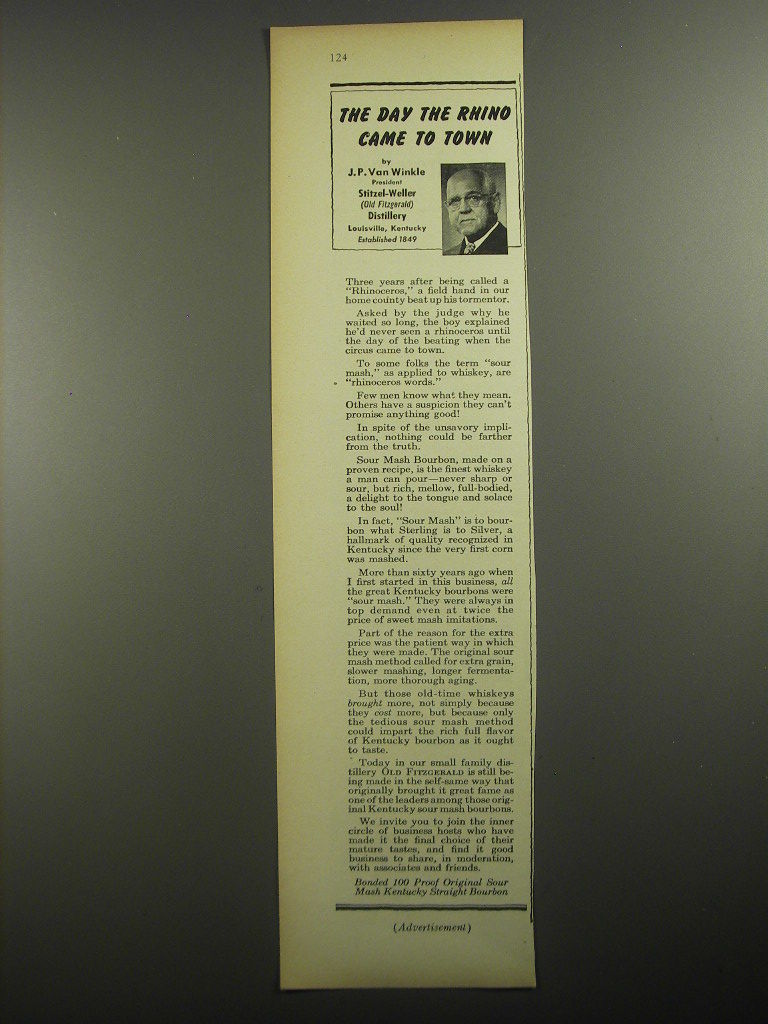 124
THE DAY THE RHINO
CAME TO TOWN
by
J. P. Van Winkle
President
Stitzel-Weller
(Old Fitzgerald)
Distillery
Louisville, Kentucky
Established 1849
Three years after being called a
"Rhinoceros," a field hand in our
home county beat up his tormentor.
Asked by the judge why he
waited so long, the boy explained
he'd never seen a rhinoceros until
the day of the beating when the
circus came to town.
To some folks the term "sour
mash," as applied to whiskey, are
"rhinoceros words."
Few men know what they mean.
Others have a suspicion they can't
promise anything good!
In spite of the unsavory impli-
cation, nothing could be farther
from the truth.
Sour Mash Bourbon, made on a
proven recipe, is the finest whiskey
a man can pour—never sharp or
sour, but rich, mellow, full-bodied,
a delight to the tongue and solace
to the soul!
In fact, "Sour Mash" is to bour-
bon what Sterling is to Silver, a
hallmark of quality recognized in
Kentucky since the very first corn
was mashed.
More than sixty years ago when
I first started in this business, all
the great Kentucky bourbons were
"sour mash." They were always in
top demand even at twice the
price of sweet mash imitations.
Part of the reason for the extra
price was the patient way in which
they were made. The original sour
mash method called for extra grain,
slower mashing, longer fermenta-
tion, more thorough aging.
But those old-time whiskeys
brought more, not simply because
they cost more, but because only
the tedious sour mash method
could impart the rich full flavor
of Kentucky bourbon as it ought
to taste.
Today in our small family dis-
tillery OLD FITZGERALD is still be-
ing made in the self-same way that
originally brought it great fame as
one of the leaders among those orig-
inal Kentucky sour mash bourbons.
We invite you to join the inner
circle of business hosts who have
made it the final choice of their
mature tastes, and find it good
business to share, in moderation,
with associates and friends.
Bonded 100 Proof Original Sour
Mash Kentucky Straight Bourbon
(Advertisement)